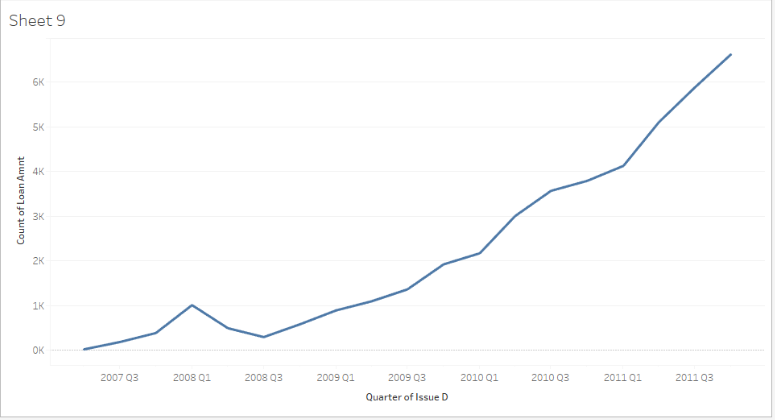 Sheet 9
Count of Loan Amnt
6K
5K
4K
3K
2K
1K
0K
2007 Q3 2008 Q1 2008 Q3 2009 Q1 2009 Q3 2010 Q1 2010 Q3 2011 Q1 2011 Q3
Quarter of Issue D